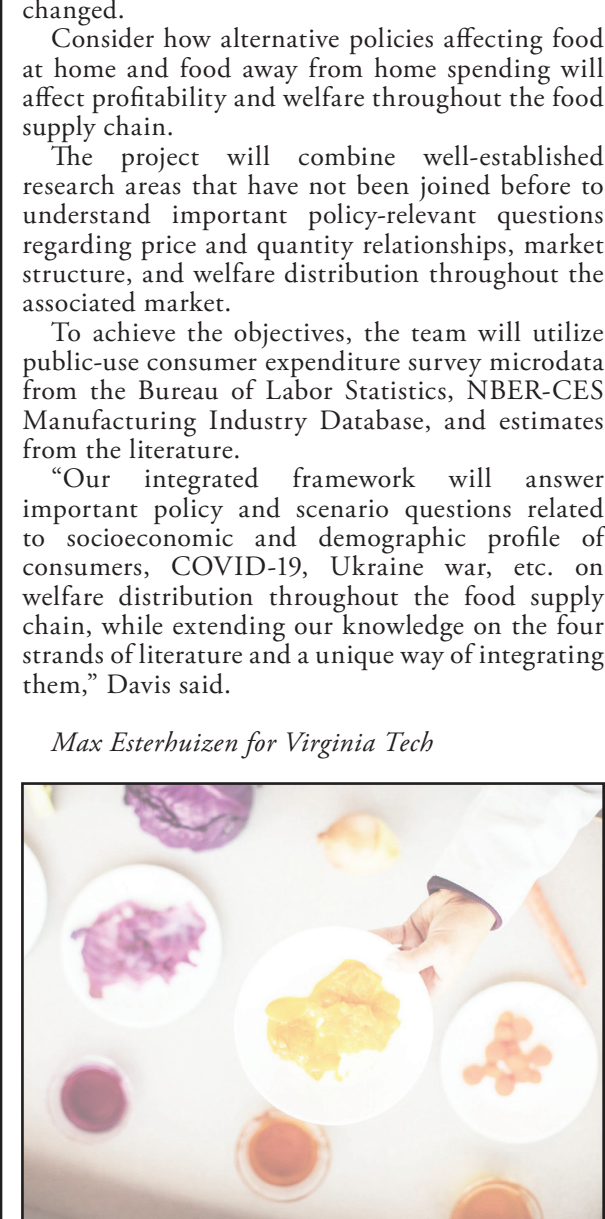 changed.
Consider how alternative policies affecting food
at home and food away from home spending will
affect profitability and welfare throughout the food
supply chain.
The project will combine well-established
research areas that have not been joined before to
understand important policy-relevant questions
regarding price and quantity relationships, market
structure, and welfare distribution throughout the
associated market.
To achieve the objectives, the team will utilize
public-use consumer expenditure survey microdata
from the Bureau of Labor Statistics, NBER-CES
Manufacturing Industry Database, and estimates
from the literature.
“Our integrated framework will answer
important policy and scenario questions related
to socioeconomic and demographic profile of
consumers, COVID-19, Ukraine war, etc. on
welfare distribution throughout the food supply
chain, while extending our knowledge on the four
strands of literature and a unique way of integrating
them,” Davis said.
Max Esterhuizen for Virginia Tech